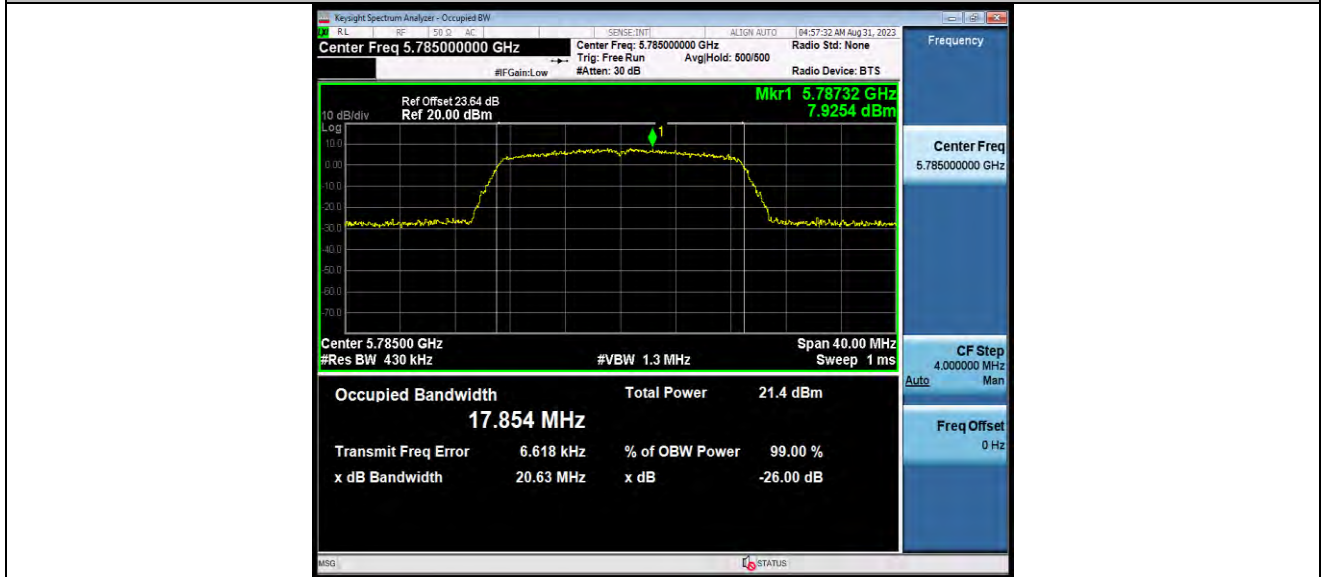 Keysight Spectrum Analyzer - Occupied BW
RL RF 50 Ω AC SENSE:INT ALIGN AUTO 04:57:32 AM Aug 31, 2023
Center Freq 5.785000000 GHz
Center Freq: 5.785000000 GHz
Radio Std: None
Trig: Free Run Avg|Hold: 500/500
#IFGain:Low
#Atten: 30 dB
Radio Device: BTS
Frequency
Mkr1 5.78732 GHz
7.9254 dBm
Ref Offset 23.64 dB
10 dB/div Ref 20.00 dBm
Log
1
10.0
0.00
-10.0
-20.0
-30.0
-40.0
-50.0
-60.0
-70.0
Center 5.78500 GHz Span 40.00 MHz
#Res BW 430 kHz #VBW 1.3 MHz Sweep 1 ms
Center Freq
5.785000000 GHz
CF Step
4.000000 MHz
Auto Man
Freq Offset
0 Hz
Occupied Bandwidth Total Power 21.4 dBm
17.854 MHz
Transmit Freq Error 6.618 kHz % of OBW Power 99.00 %
x dB Bandwidth 20.63 MHz x dB -26.00 dB
MSG STATUS